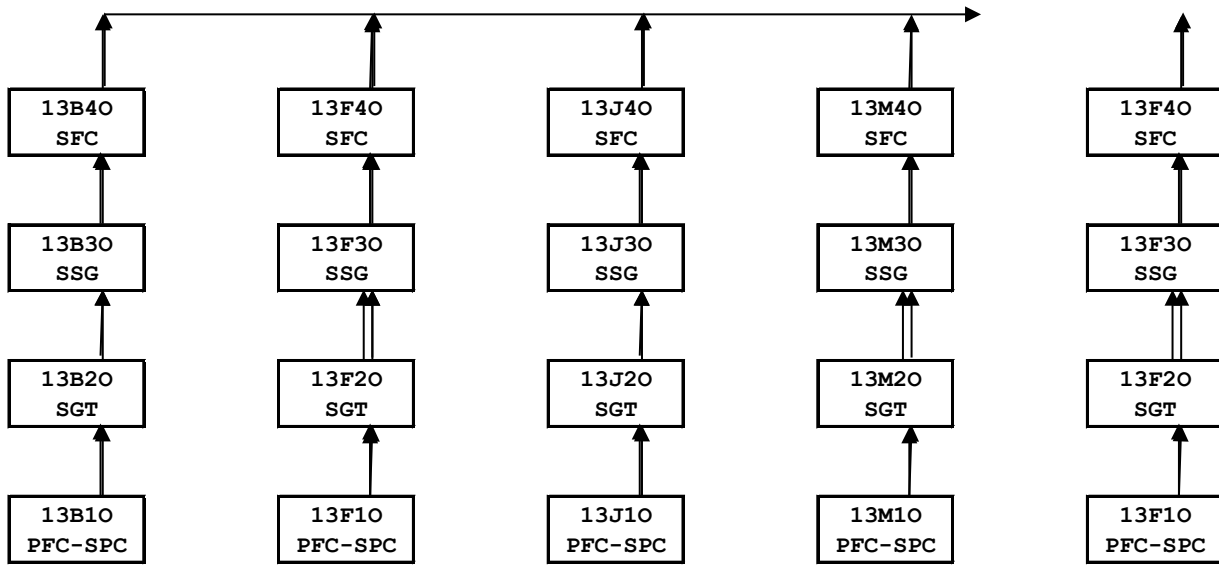 13B4O
SFC
13F4O
SFC
13J4O
SFC
13M4O
SFC
13F4O
SFC
13B3O
SSG
13F3O
SSG
13J3O
SSG
13M3O
SSG
13F3O
SSG
13B2O
SGT
13F2O
SGT
13J2O
SGT
13M2O
SGT
13F2O
SGT
13B1O
PFC-SPC
13F1O
PFC-SPC
13J1O
PFC-SPC
13M1O
PFC-SPC
13F1O
PFC-SPC